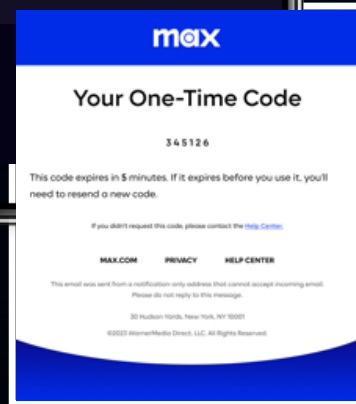 max
Your One-Time Code
345126
This code expires in 5 minutes. If it expires before you use it, you'll
need to resend a new code.
If you didn't request this code, please contact the Help Center.
MAX.COM PRIVACY HELP CENTER
This email was sent from a notification-only address that cannot accept incoming email.
Please do not reply to this message.
30 Hudson Yards, New York, NY 10001
©2023 WarnerMedia Direct, LLC. All Rights Reserved.